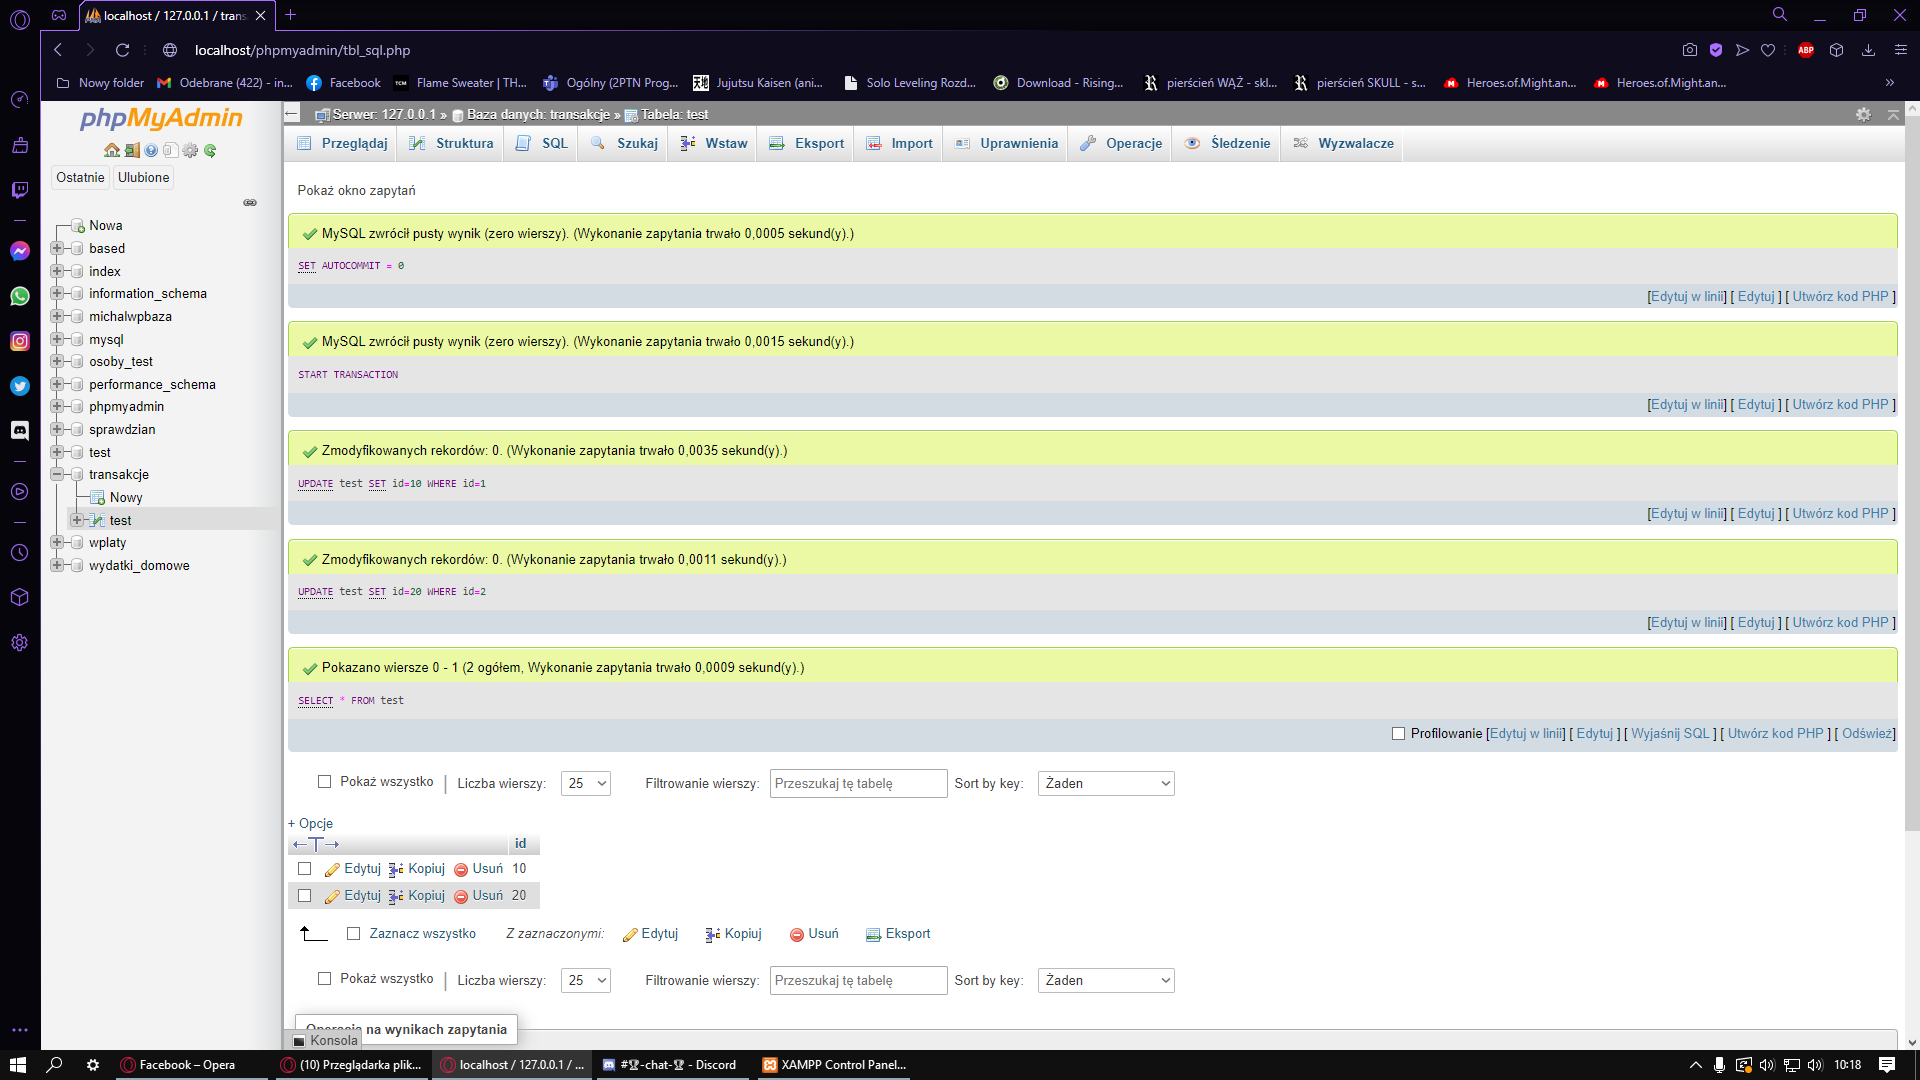 localhost / 127.0.0.1 / trans
localhost/phpmyadmin/tbl_sql.php
ABP
Nowy folder
Odebrane (422) - in...
Facebook
TCM
Flame Sweater | TH...
Ogólny (2PTN Prog...
Jujutsu Kaisen (ani...
Solo Leveling Rozd...
Download - Rising...
pierścień WĄŻ - skl...
pierścień SKULL - s...
Heroes.of.Might.an...
Heroes.of.Might.an...
»
phpMyAdmin
Ostatnie
Ulubione
Nowa
based
index
information_schema
michalwpbaza
mysql
osoby_test
performance_schema
phpmyadmin
sprawdzian
test
transakcje
Nowy
test
wplaty
wydatki_domowe
Serwer: 127.0.0.1 » Baza danych: transakcje » Tabela: test
Przeglądaj
Struktura
SQL
Szukaj
Wstaw
Eksport
Import
Uprawnienia
Operacje
Śledzenie
Wyzwalacze
Pokaż okno zapytań
MySQL zwrócił pusty wynik (zero wierszy). (Wykonanie zapytania trwało 0,0005 sekund(y).)
SET AUTOCOMMIT = 0
[Edytuj w linii] [ Edytuj ] [ Utwórz kod PHP ]
MySQL zwrócił pusty wynik (zero wierszy). (Wykonanie zapytania trwało 0,0015 sekund(y).)
START TRANSACTION
[Edytuj w linii] [ Edytuj ] [ Utwórz kod PHP ]
Zmodyfikowanych rekordów: 0. (Wykonanie zapytania trwało 0,0035 sekund(y).)
UPDATE test SET id=10 WHERE id=1
[Edytuj w linii] [ Edytuj ] [ Utwórz kod PHP ]
Zmodyfikowanych rekordów: 0. (Wykonanie zapytania trwało 0,0011 sekund(y).)
UPDATE test SET id=20 WHERE id=2
[Edytuj w linii] [ Edytuj ] [ Utwórz kod PHP ]
Pokazano wiersze 0 - 1 (2 ogółem, Wykonanie zapytania trwało 0,0009 sekund(y).)
SELECT * FROM test
Profilowanie [Edytuj w linii] [ Edytuj ] [ Wyjaśnij SQL ] [ Utwórz kod PHP ] [ Odśwież]
Pokaż wszystko | Liczba wierszy: 25 Filtrowanie wierszy: Przeszukaj tę tabelę Sort by key: Żaden
+ Opcje
←T→ id
Edytuj Kopiuj Usuń 10
Edytuj Kopiuj Usuń 20
Zaznacz wszystko Z zaznaczonymi: Edytuj Kopiuj Usuń Eksport
Pokaż wszystko | Liczba wierszy: 25 Filtrowanie wierszy: Przeszukaj tę tabelę Sort by key: Żaden
Operacja na wynikach zapytania
Konsola
Facebook – Opera
(10) Przeglądarka plik...
localhost / 127.0.0.1 / ...
#🏆-chat-🏆 - Discord
XAMPP Control Panel...
10:18